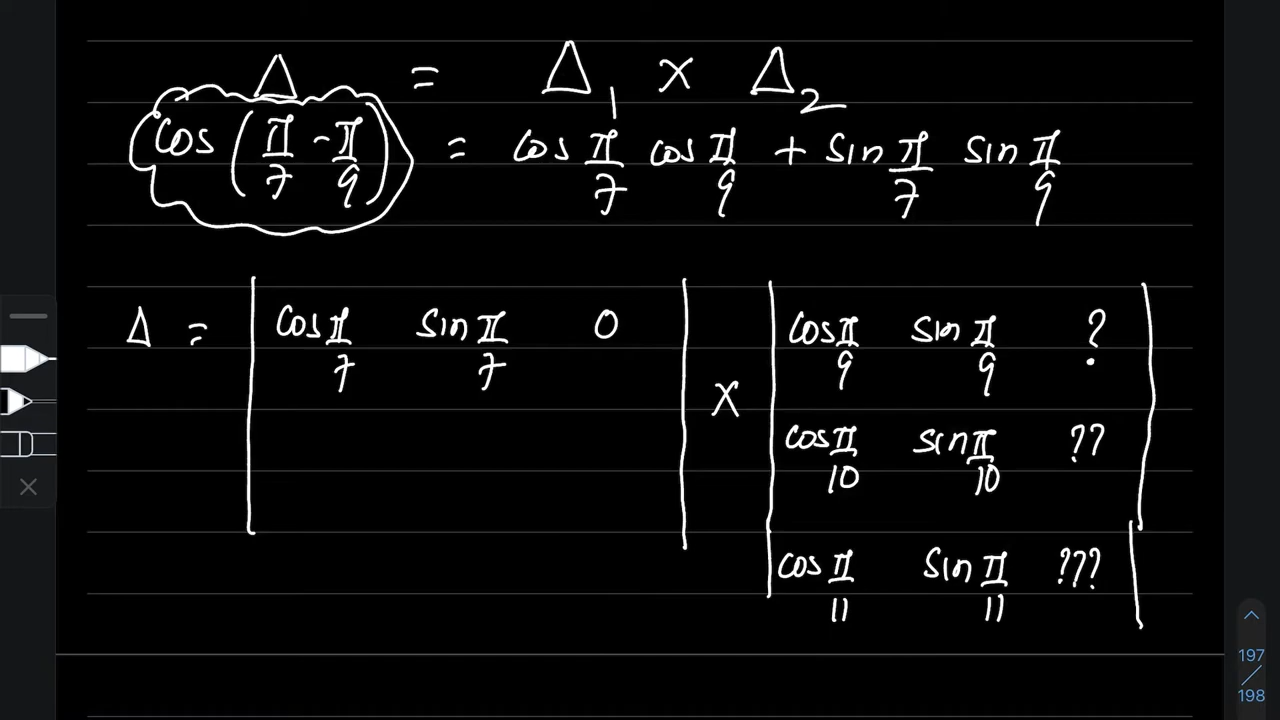 Δ = Δ₁ × Δ₂
cos (π/7 - π/9) = cos π/7 cos π/9 + sin π/7 sin π/9
Δ = | cos π/7 sin π/7 0 | × | cos π/9 sin π/9 ? |
cos π/10 sin π/10 ??
cos π/11 sin π/11 ???
197
/
198